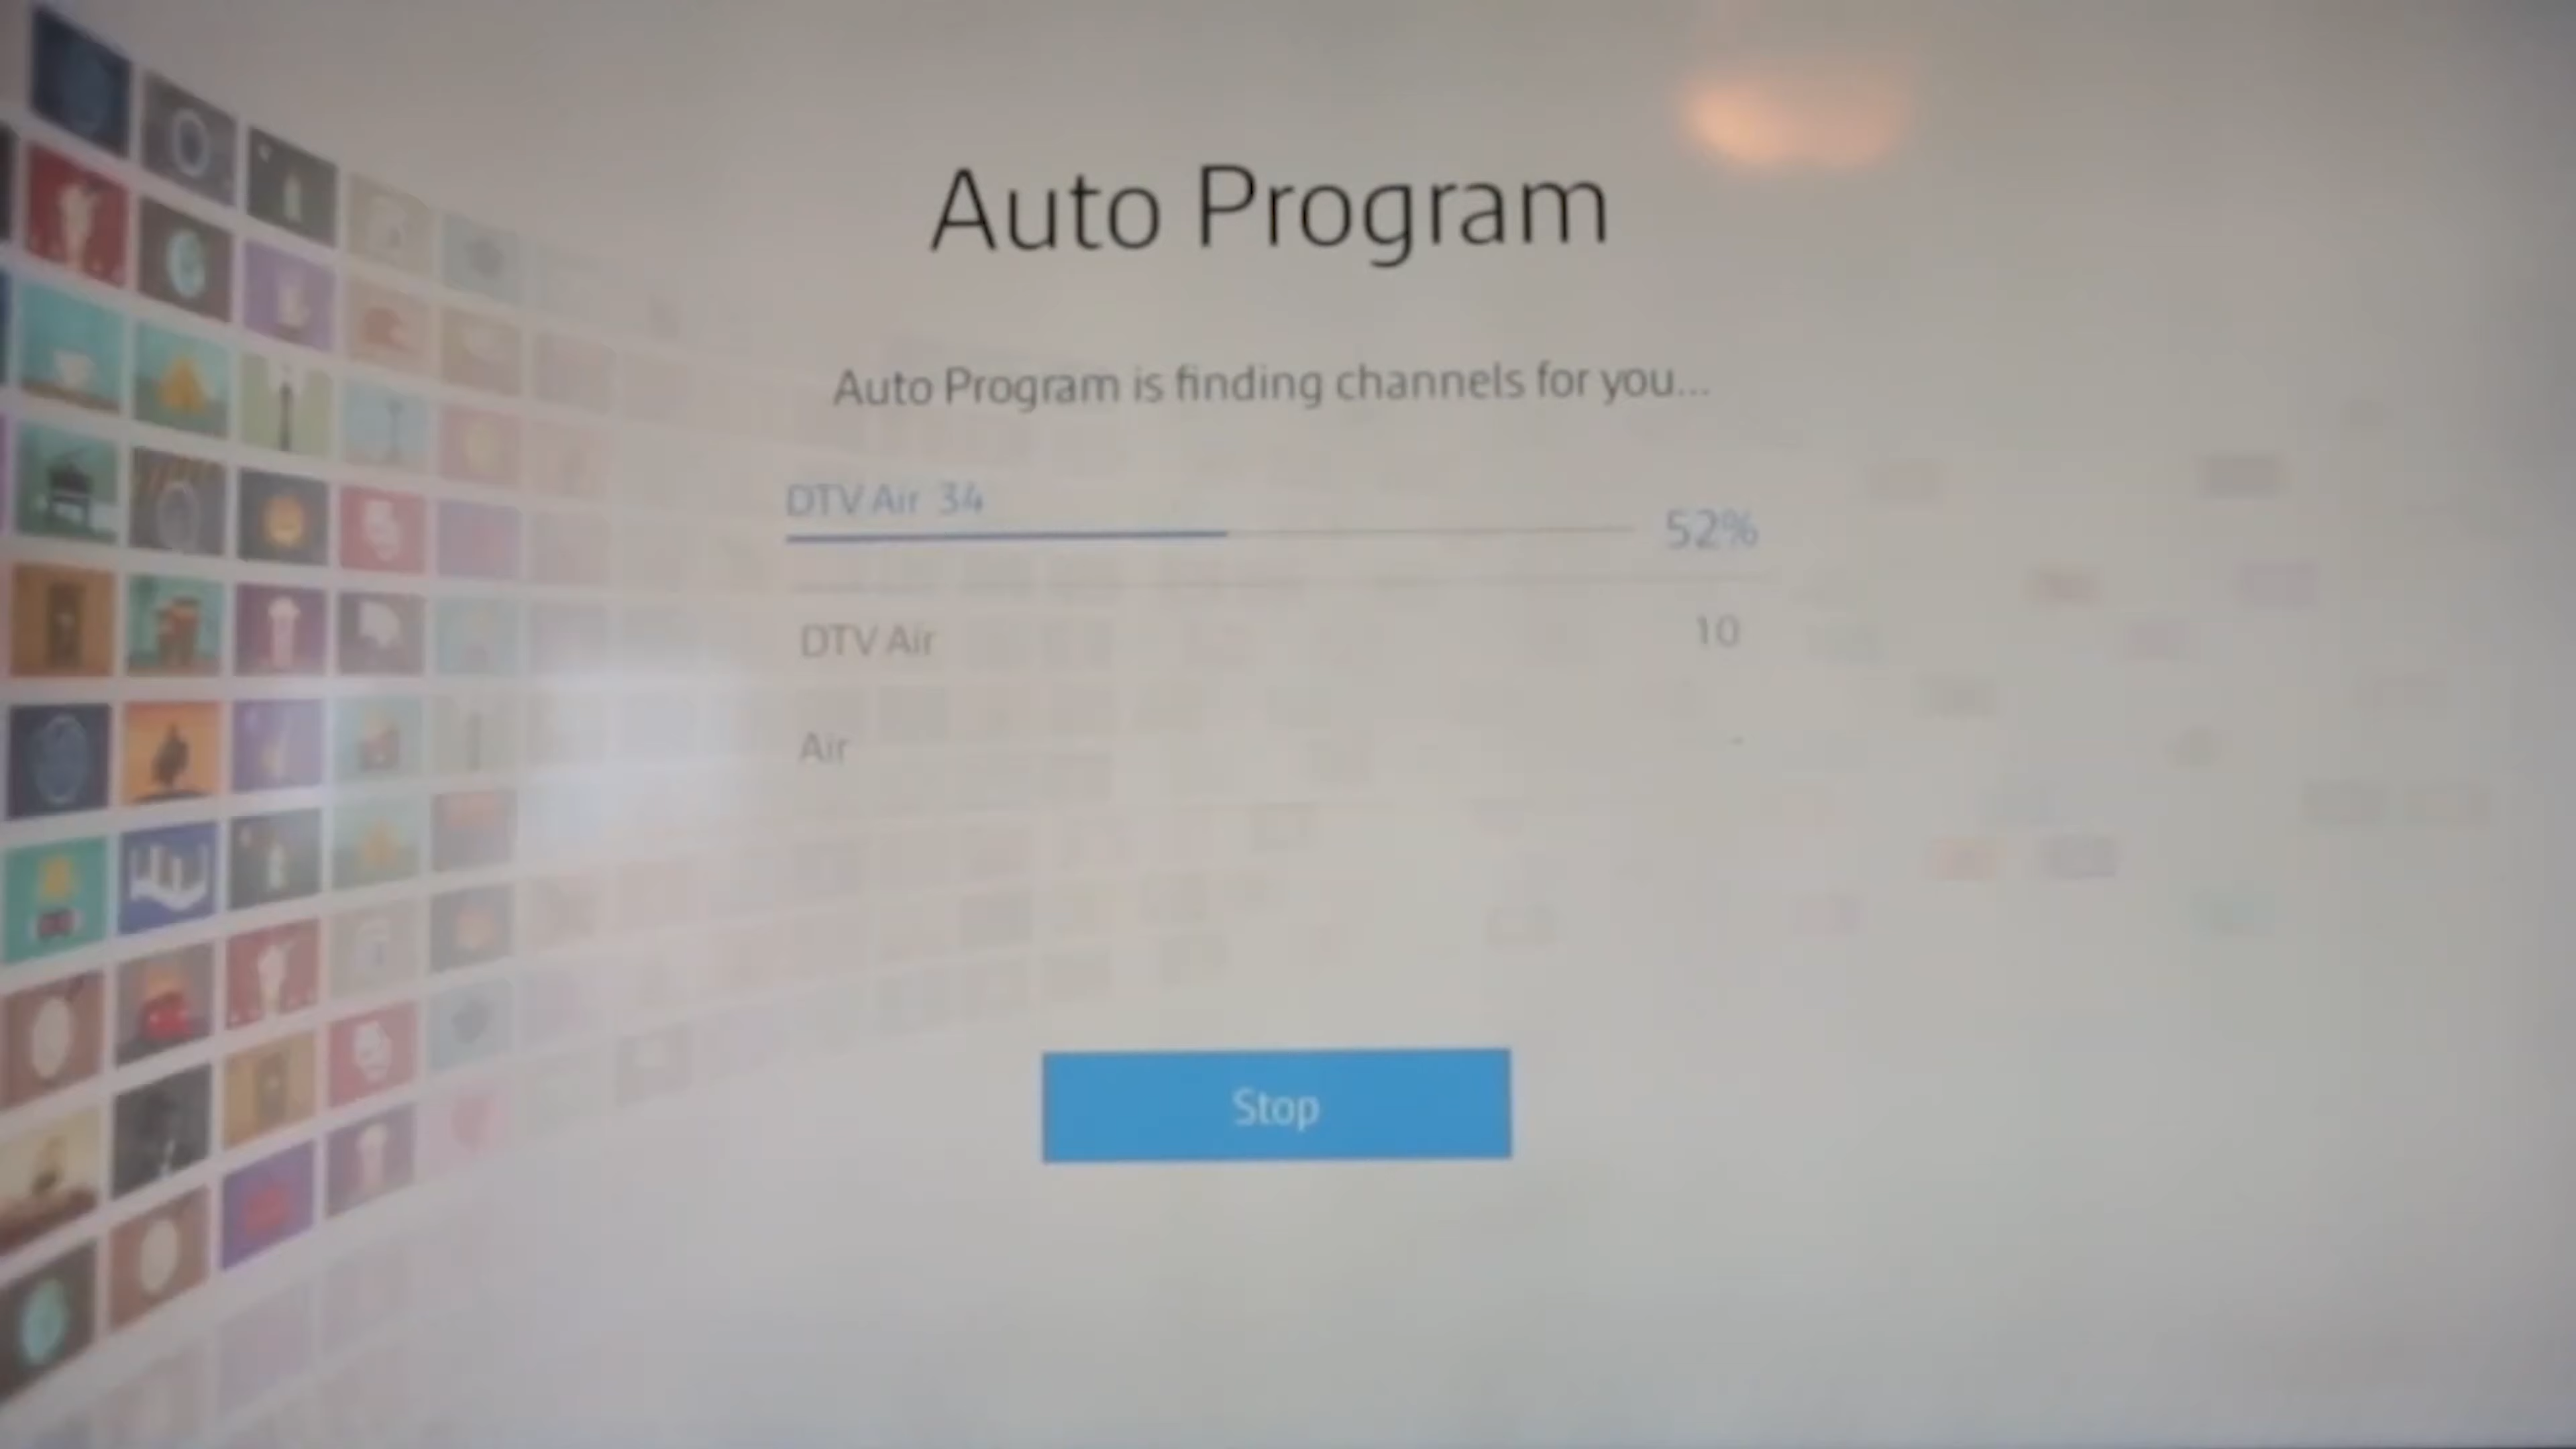 Auto Program
Auto Program is finding channels for you...
DTV Air 34
52%
DTV Air 10
Air -
Stop